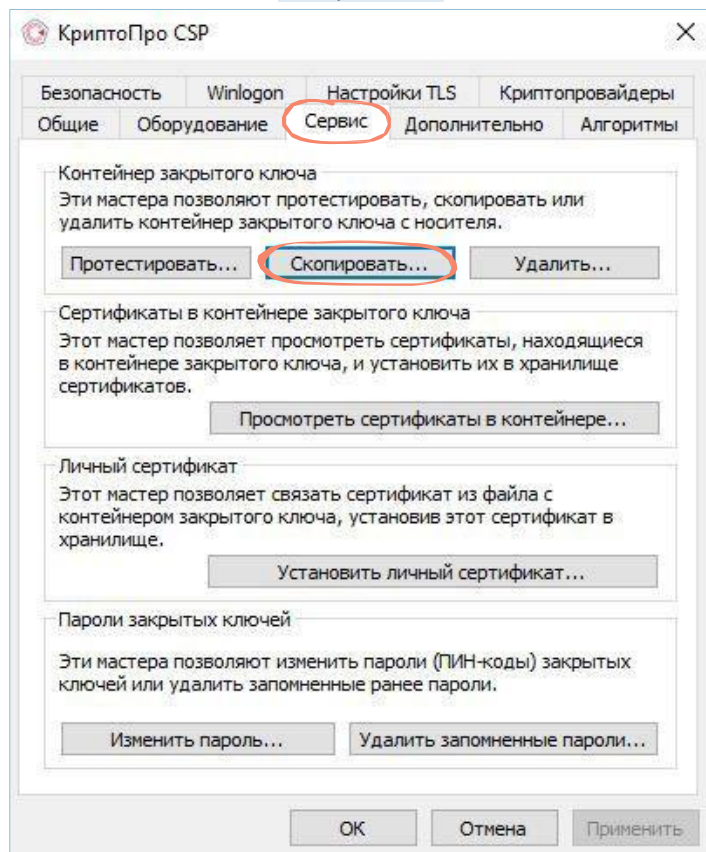 КриптоПро CSP
Безопасность Winlogon Настройки TLS Криптопровайдеры
Общие Оборудование Сервис Дополнительно Алгоритмы
Контейнер закрытого ключа
Эти мастера позволяют протестировать, скопировать или
удалить контейнер закрытого ключа с носителя.
Протестировать... Скопировать... Удалить...
Сертификаты в контейнере закрытого ключа
Этот мастер позволяет просмотреть сертификаты, находящиеся
в контейнере закрытого ключа, и установить их в хранилище
сертификатов.
Просмотреть сертификаты в контейнере...
Личный сертификат
Этот мастер позволяет связать сертификат из файла с
контейнером закрытого ключа, установив этот сертификат в
хранилище.
Установить личный сертификат...
Пароли закрытых ключей
Эти мастера позволяют изменить пароли (ПИН-коды) закрытых
ключей или удалить запомненные ранее пароли.
Изменить пароль... Удалить запомненные пароли...
ОК Отмена Применить